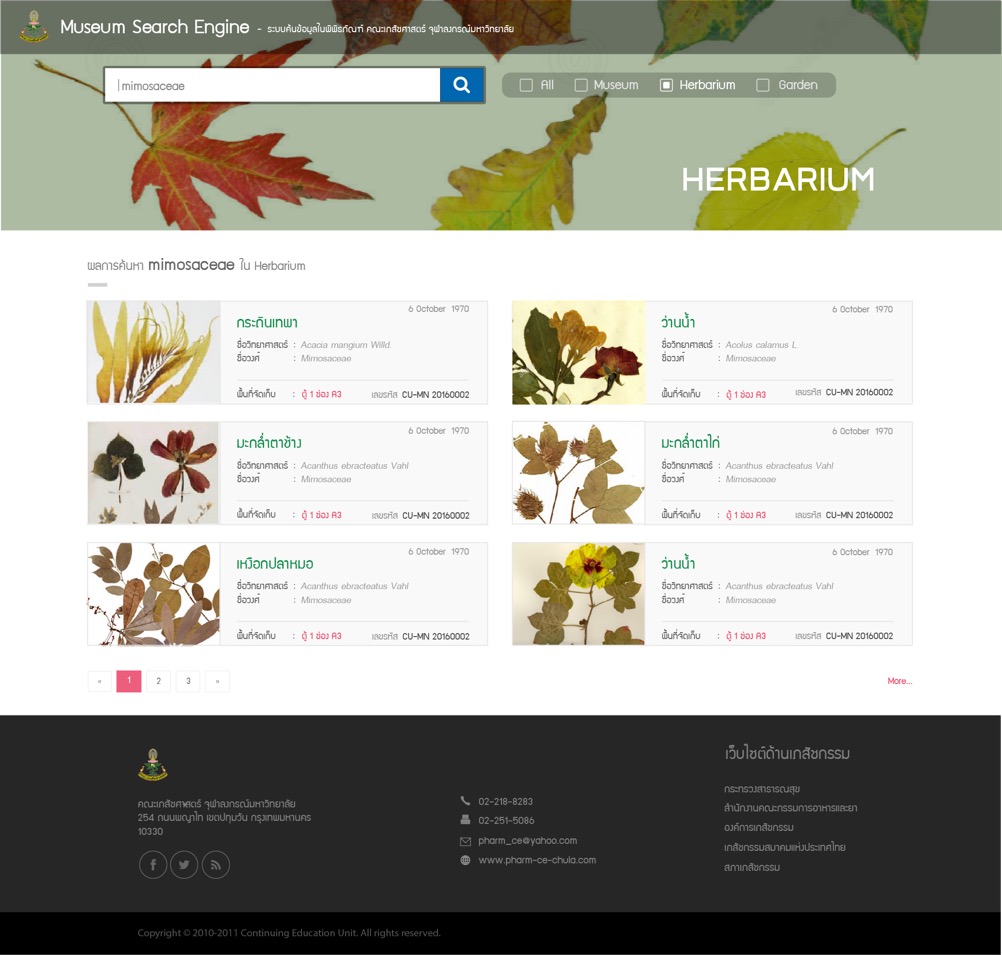 Museum Search Engine - ระบบค้นข้อมูลในพิพิธภัณฑ์ คณะเภสัชศาสตร์ จุฬาลงกรณ์มหาวิทยาลัย
mimosaceae
All Museum Herbarium Garden
HERBARIUM
ผลการค้นหา mimosaceae ใน Herbarium
6 October 1970
กระถินเทพา
ชื่อวิทยาศาสตร์ : Acacia mangium Willd.
ชื่อวงศ์ : Mimosaceae
พื้นที่จัดเก็บ : ตู้ 1 ช่อง A3 เลขรหัส CU-MN 20160002
6 October 1970
ว่านน้ำ
ชื่อวิทยาศาสตร์ : Acolus calamus L.
ชื่อวงศ์ : Mimosaceae
พื้นที่จัดเก็บ : ตู้ 1 ช่อง A3 เลขรหัส CU-MN 20160002
6 October 1970
มะกล่ำตาช้าง
ชื่อวิทยาศาสตร์ : Acanthus ebracteatus Vahl
ชื่อวงศ์ : Mimosaceae
พื้นที่จัดเก็บ : ตู้ 1 ช่อง A3 เลขรหัส CU-MN 20160002
6 October 1970
มะกล่ำตาไก่
ชื่อวิทยาศาสตร์ : Acanthus ebracteatus Vahl
ชื่อวงศ์ : Mimosaceae
พื้นที่จัดเก็บ : ตู้ 1 ช่อง A3 เลขรหัส CU-MN 20160002
6 October 1970
เหงือกปลาหมอ
ชื่อวิทยาศาสตร์ : Acanthus ebracteatus Vahl
ชื่อวงศ์ : Mimosaceae
พื้นที่จัดเก็บ : ตู้ 1 ช่อง A3 เลขรหัส CU-MN 20160002
6 October 1970
ว่านน้ำ
ชื่อวิทยาศาสตร์ : Acanthus ebracteatus Vahl
ชื่อวงศ์ : Mimosaceae
พื้นที่จัดเก็บ : ตู้ 1 ช่อง A3 เลขรหัส CU-MN 20160002
« 1 2 3 » More...
คณะเภสัชศาสตร์ จุฬาลงกรณ์มหาวิทยาลัย
254 ถนนพญาไท เขตปทุมวัน กรุงเทพมหานคร
10330
02-218-8283
02-251-5086
pharm_ce@yahoo.com
www.pharm-ce-chula.com
เว็บไซต์ด้านเภสัชกรรม
กระทรวงสาธารณสุข
สำนักงานคณะกรรมการอาหารและยา
องค์การเภสัชกรรม
เภสัชกรรมสมาคมแห่งประเทศไทย
สภาเภสัชกรรม
Copyright © 2010-2011 Continuing Education Unit. All rights reserved.